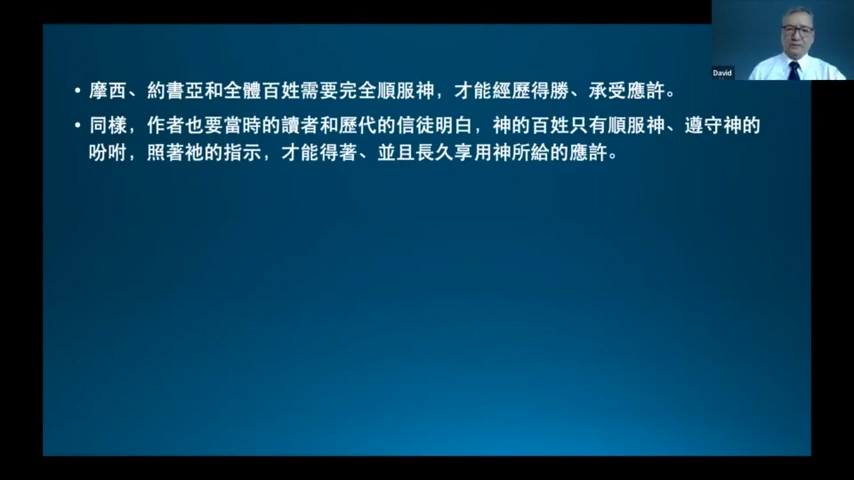 • 摩西、約書亞和全體百姓需要完全順服神，才能經歷得勝、承受應許。
• 同樣，作者也要當時的讀者和歷代的信徒明白，神的百姓只有順服神、遵守神的
吩咐，照著祂的指示，才能得著、並且長久享用神所給的應許。
David